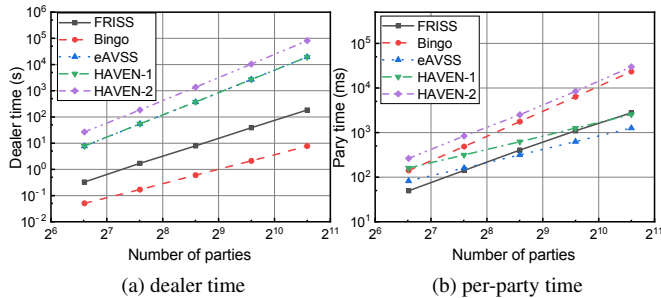 10^6
10^5
10^4
10^3
10^2
10^1
10^0
10^-1
10^-2
Dealer time (s)
FRISS
Bingo
eAVSS
HAVEN-1
HAVEN-2
2^6 2^7 2^8 2^9 2^10 2^11
Number of parties
(a) dealer time
10^5
10^4
10^3
10^2
10^1
Pary time (ms)
FRISS
Bingo
eAVSS
HAVEN-1
HAVEN-2
2^6 2^7 2^8 2^9 2^10 2^11
Number of parties
(b) per-party time